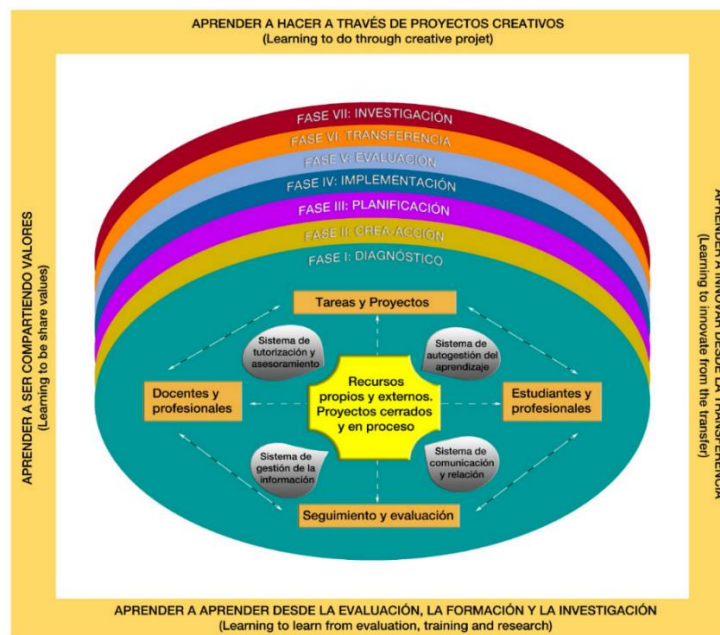 APRENDER A HACER A TRAVÉS DE PROYECTOS CREATIVOS
(Learning to do through creative projet)
APRENDER A SER COMPARTIENDO VALORES
(Learning to be share values)
FASE VII: INVESTIGACIÓN
FASE VI: TRANSFERENCIA
FASE V: EVALUACIÓN
FASE IV: IMPLEMENTACIÓN
FASE III: PLANIFICACIÓN
FASE II: CREA-ACCIÓN
FASE I: DIAGNÓSTICO
Tareas y Proyectos
Sistema de
tutorización y
asesoramiento
Sistema de
autogestión del
aprendizaje
Docentes y
profesionales
Recursos
propios y externos.
Proyectos cerrados
y en proceso
Estudiantes y
profesionales
Sistema de
gestión de la
información
Sistema de
comunicación
y relación
Seguimiento y evaluación
APRENDER A INNOVAR DESDE LA TRANSFERENCIA
(Learning to innovate from the transfer)
APRENDER A APRENDER DESDE LA EVALUACIÓN, LA FORMACIÓN Y LA INVESTIGACIÓN
(Learning to learn from evaluation, training and research)